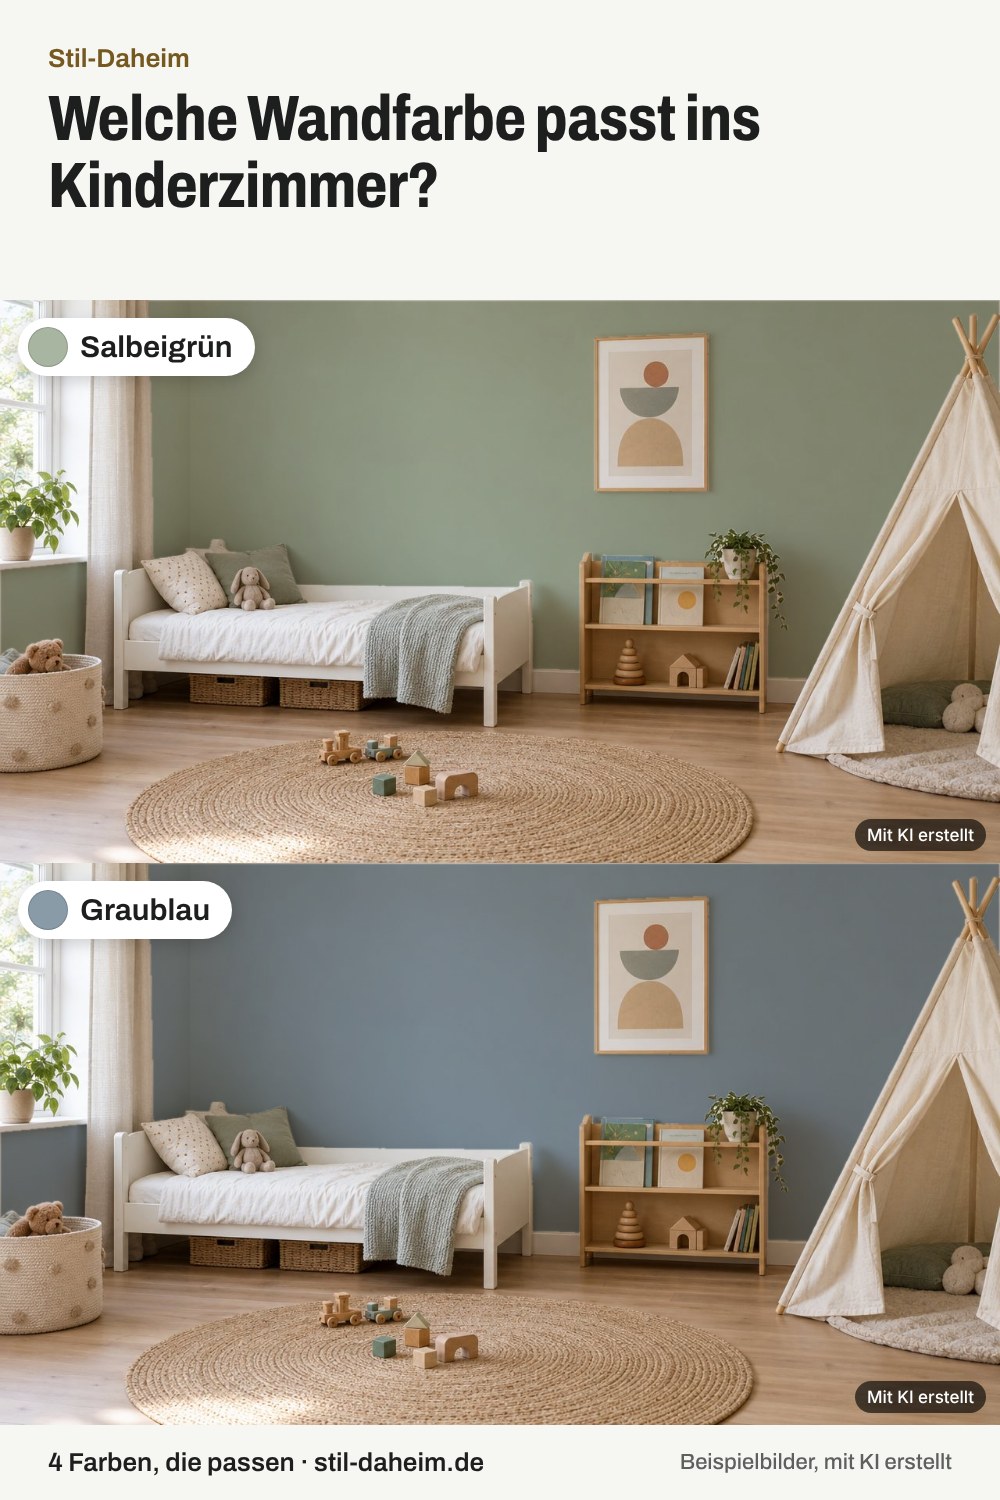 Stil-Daheim
Welche Wandfarbe passt ins
Kinderzimmer?
Salbeigrün
Mit KI erstellt
Graublau
Mit KI erstellt
4 Farben, die passen · stil-daheim.de
Beispielbilder, mit KI erstellt